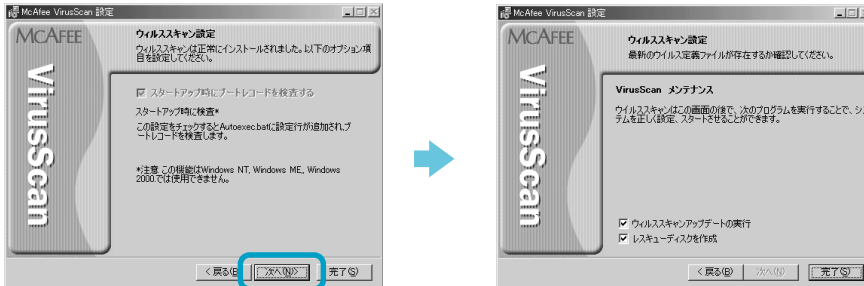 McAfee VirusScan 設定
MCAFEE
VirusScan
ウィルススキャン設定
ウィルススキャンは正常にインストールされました。以下のオプション項
目を設定してください。
スタートアップ時にブートレコードを検査する
スタートアップ時に検査*
この設定をチェックするとAutoexec.batに設定行が追加され、ブ
ートレコードを検査します。
*注意 この機能はWindows NT, Windows ME, Windows
2000.では使用できません。
< 戻る(B)
次へ(N)>
完了(S)
McAfee VirusScan 設定
MCAFEE
VirusScan
ウィルススキャン設定
最新のウイルス定義ファイルが存在するか確認してください。
VirusScan メンテナンス
ウイルススキャンはこの画面の後で、次のプログラムを実行することで、シス
テムを正しく設定、スタートさせることができます。
ウィルススキャンアップデートの実行
レスキューディスクを作成
< 戻る(B)
次へ(N)
完了(S)